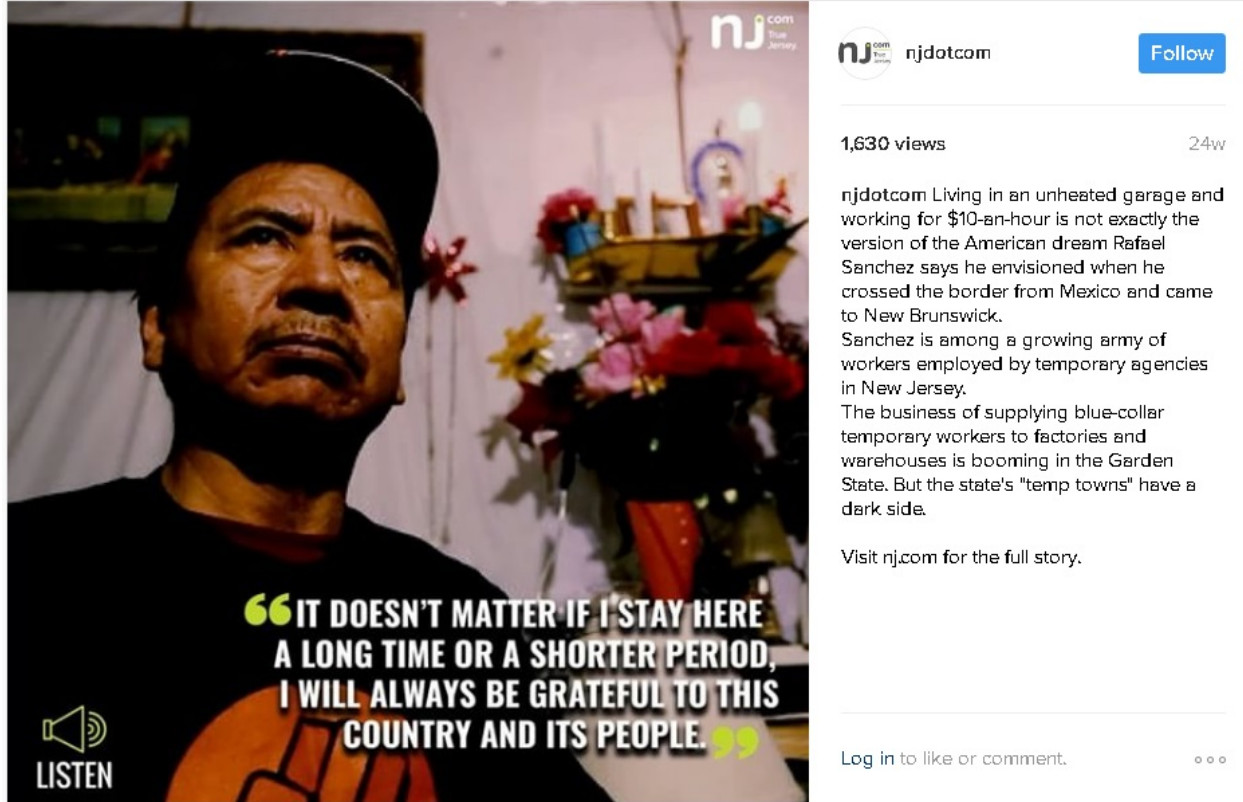 nj com
True
Jersey.
nj com
True
Jersey
njdotcom
Follow
1,630 views
24w
njdotcom Living in an unheated garage and
working for $10-an-hour is not exactly the
version of the American dream Rafael
Sanchez says he envisioned when he
crossed the border from Mexico and came
to New Brunswick.
Sanchez is among a growing army of
workers employed by temporary agencies
in New Jersey.
The business of supplying blue-collar
temporary workers to factories and
warehouses is booming in the Garden
State. But the state's "temp towns" have a
dark side.
Visit nj.com for the full story.
“IT DOESN'T MATTER IF I STAY HERE
A LONG TIME OR A SHORTER PERIOD,
I WILL ALWAYS BE GRATEFUL TO THIS
COUNTRY AND ITS PEOPLE.”
LISTEN
Log in to like or comment.